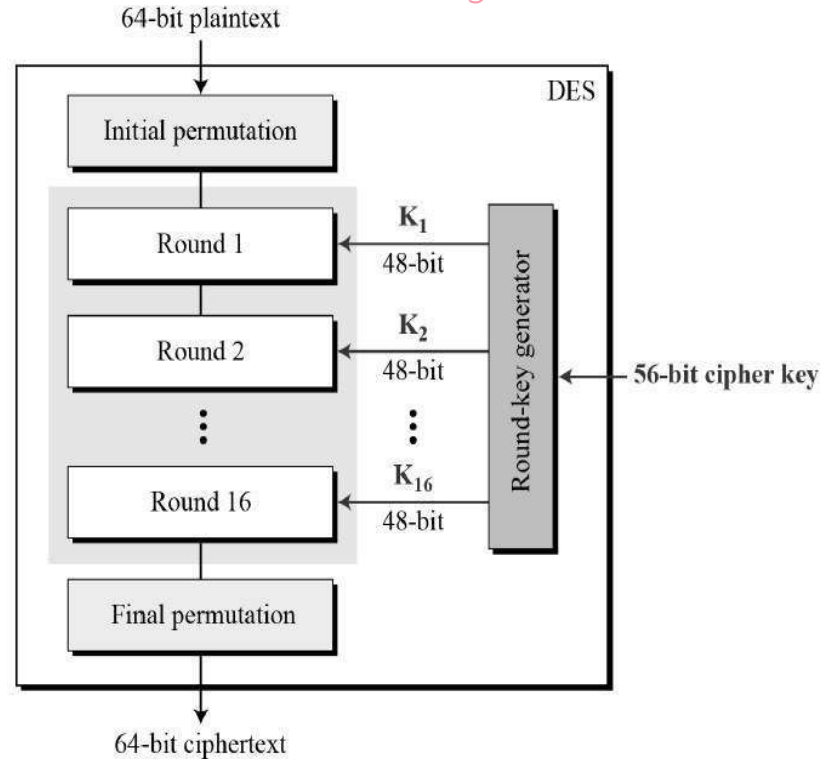 64-bit plaintext
DES
Initial permutation
Round 1
K1
48-bit
Round 2
K2
48-bit
Round-key generator
56-bit cipher key
Round 16
K16
48-bit
Final permutation
64-bit ciphertext